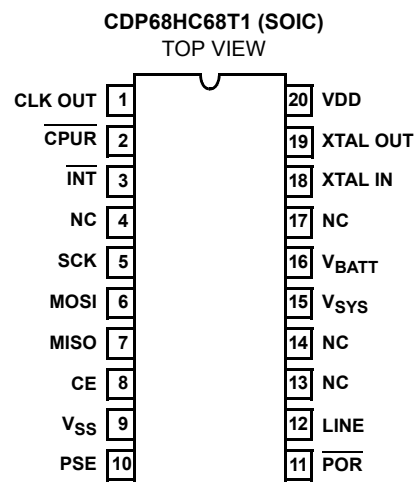 CDP68HC68T1 (SOIC)
TOP VIEW
CLK OUT 1 20 VDD
CPUR 2 19 XTAL OUT
INT 3 18 XTAL IN
NC 4 17 NC
SCK 5 16 VBATT
MOSI 6 15 VSYS
MISO 7 14 NC
CE 8 13 NC
VSS 9 12 LINE
PSE 10 11 POR